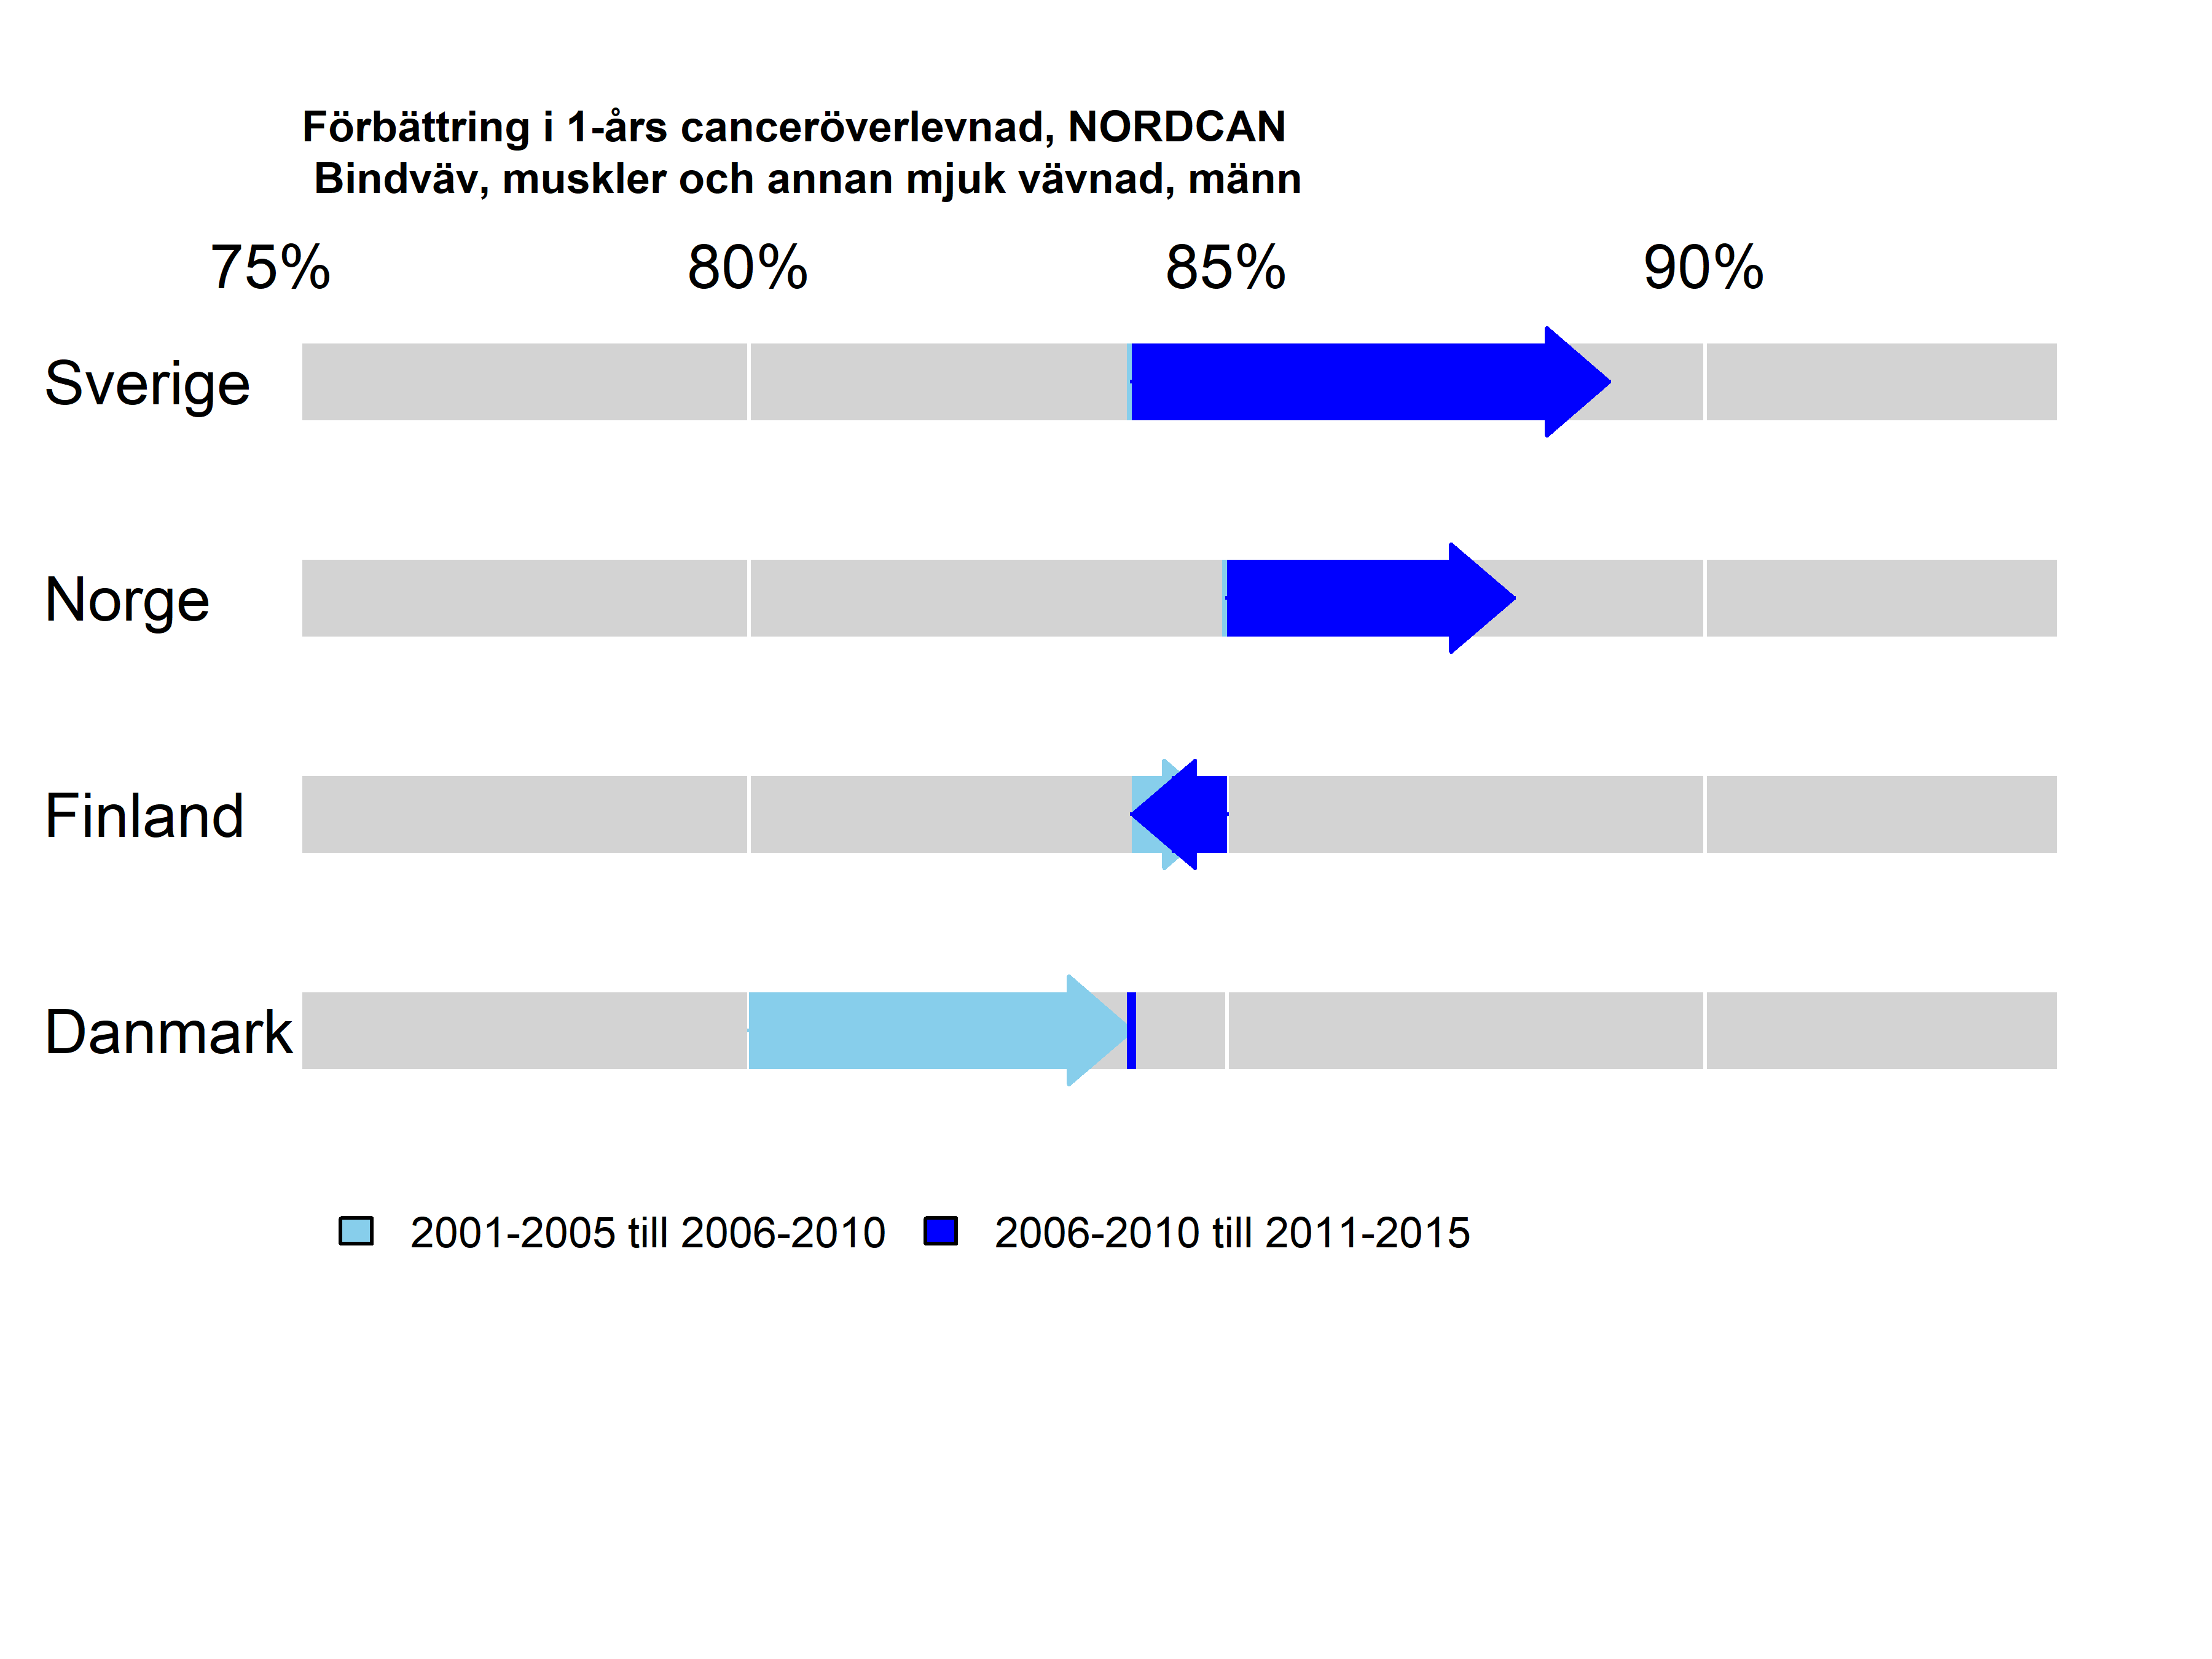 Förbättring i 1-års canceröverlevnad, NORDCAN
Bindväv, muskler och annan mjuk vävnad, männ
75% 80% 85% 90%
Sverige
Norge
Finland
Danmark
2001-2005 till 2006-2010 2006-2010 till 2011-2015